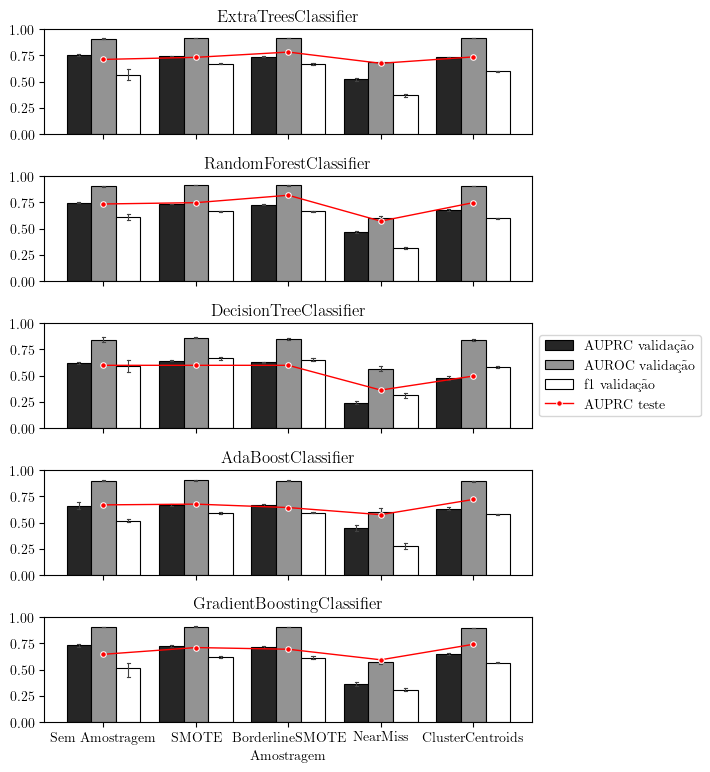 ExtraTreesClassifier
1.00
0.75
0.50
0.25
0.00
RandomForestClassifier
1.00
0.75
0.50
0.25
0.00
DecisionTreeClassifier
1.00
0.75
0.50
0.25
0.00
AUPRC validação
AUROC validação
f1 validação
AUPRC teste
AdaBoostClassifier
1.00
0.75
0.50
0.25
0.00
GradientBoostingClassifier
1.00
0.75
0.50
0.25
0.00
Sem Amostragem SMOTE BorderlineSMOTE NearMiss ClusterCentroids
Amostragem